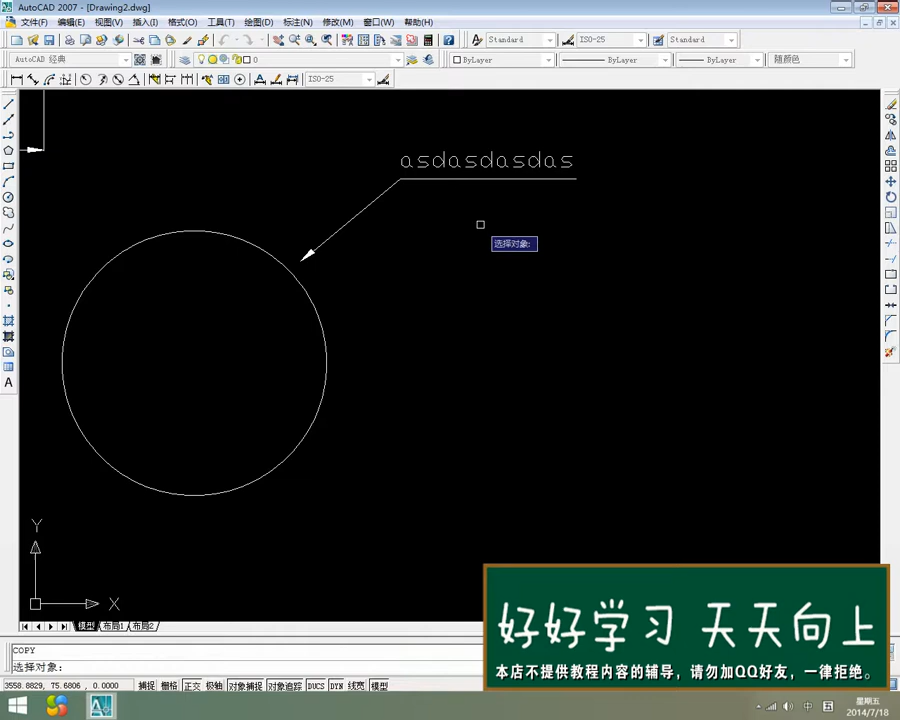 AutoCAD 2007 - [Drawing2.dwg]
文件(F) 编辑(E) 视图(V) 插入(I) 格式(O) 工具(T) 绘图(D) 标注(N) 修改(M) 窗口(W) 帮助(H)
Standard ISO-25 Standard
AutoCAD 经典 0 ByLayer ByLayer ByLayer 随颜色
ISO-25
asdasdasdas
选择对象:
Y
X
模型 布局1 布局2
COPY
选择对象:
好好学习 天天向上
本店不提供教程内容的辅导，请勿加QQ好友，一律拒绝。
3558.8829, 75.6806 , 0.0000 捕捉 栅格 正交 极轴 对象捕捉 对象追踪 DUCS DYN 线宽 模型
中 五
星期五
2014/7/18